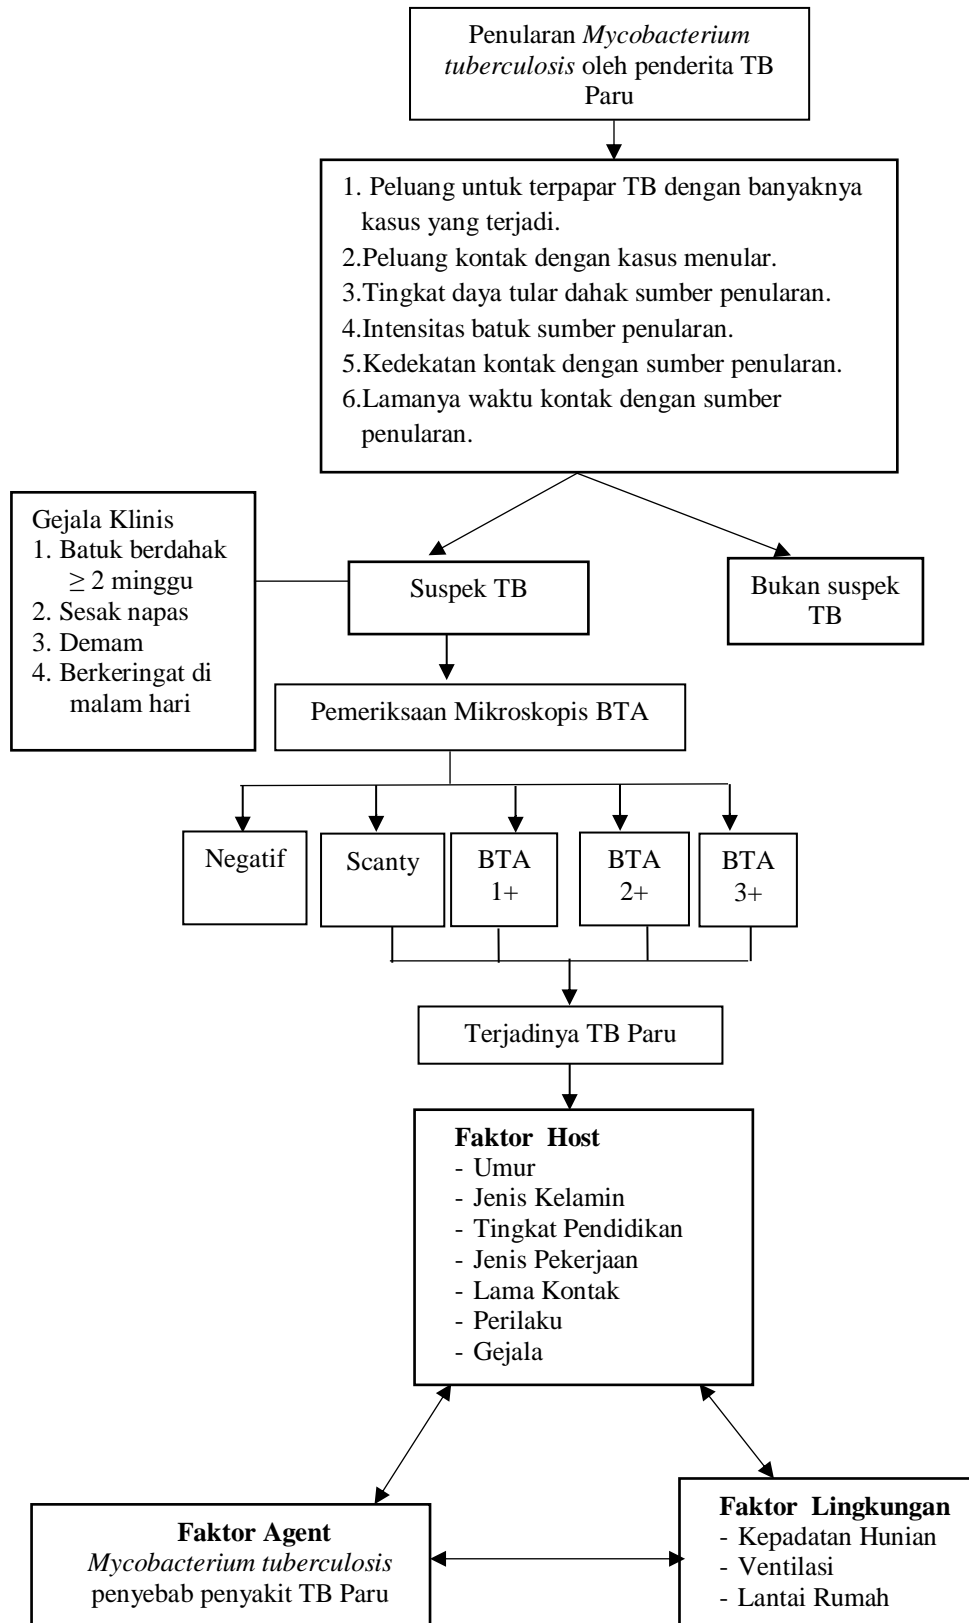 Penularan Mycobacterium
tuberculosis oleh penderita TB
Paru
1. Peluang untuk terpapar TB dengan banyaknya
kasus yang terjadi.
2.Peluang kontak dengan kasus menular.
3.Tingkat daya tular dahak sumber penularan.
4.Intensitas batuk sumber penularan.
5.Kedekatan kontak dengan sumber penularan.
6.Lamanya waktu kontak dengan sumber
penularan.
Gejala Klinis
1. Batuk berdahak
≥ 2 minggu
2. Sesak napas
3. Demam
4. Berkeringat di
malam hari
Suspek TB
Bukan suspek
TB
Pemeriksaan Mikroskopis BTA
Negatif
Scanty
BTA
1+
BTA
2+
BTA
3+
Terjadinya TB Paru
Faktor Host
- Umur
- Jenis Kelamin
- Tingkat Pendidikan
- Jenis Pekerjaan
- Lama Kontak
- Perilaku
- Gejala
Faktor Agent
Mycobacterium tuberculosis
penyebab penyakit TB Paru
Faktor Lingkungan
- Kepadatan Hunian
- Ventilasi
- Lantai Rumah